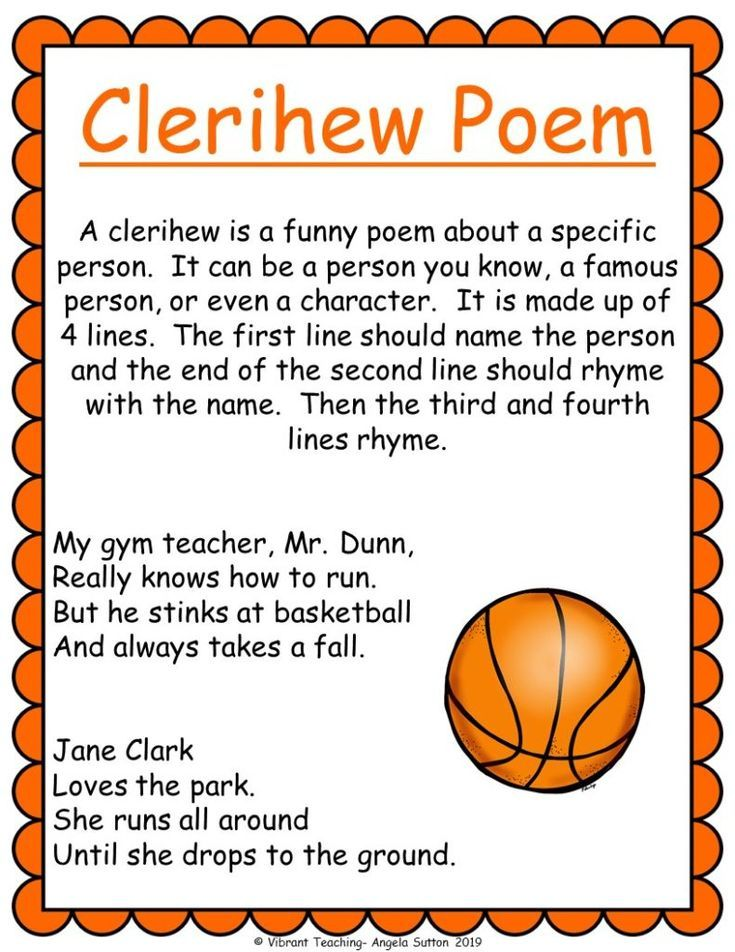 Clerihew Poem
A clerihew is a funny poem about a specific
person. It can be a person you know, a famous
person, or even a character. It is made up of
4 lines. The first line should name the person
and the end of the second line should rhyme
with the name. Then the third and fourth
lines rhyme.
My gym teacher, Mr. Dunn,
Really knows how to run.
But he stinks at basketball
And always takes a fall.
Jane Clark
Loves the park.
She runs all around
Until she drops to the ground.
© Vibrant Teaching- Angela Sutton 2019